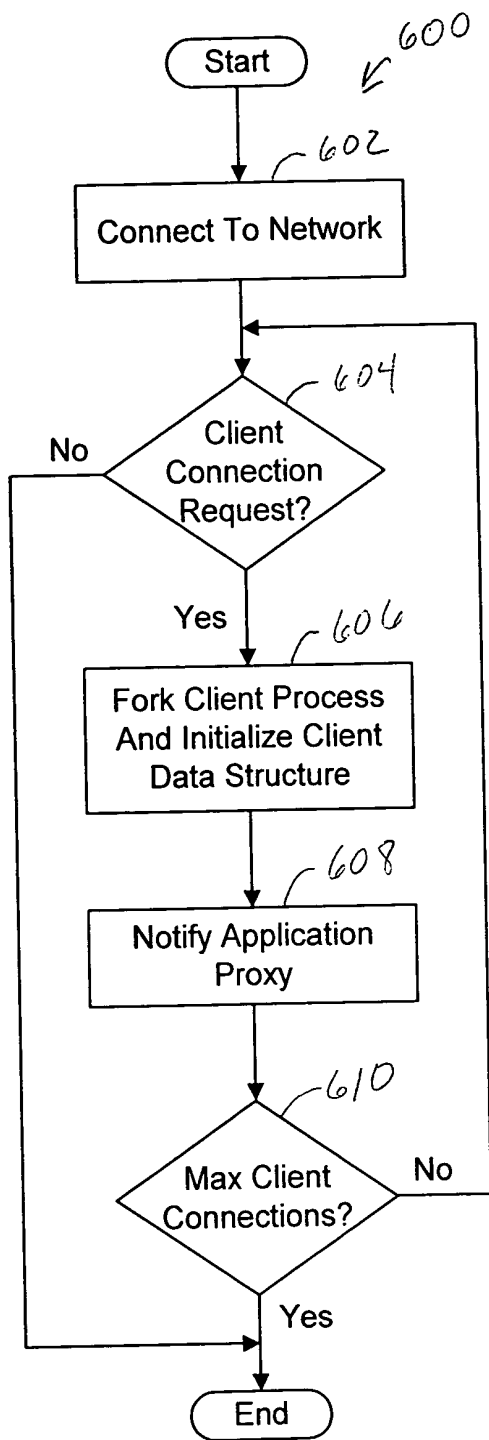 Start
600
602
Connect To Network
604
No
Client
Connection
Request?
Yes
606
Fork Client Process
And Initialize Client
Data Structure
608
Notify Application
Proxy
610
Max Client
Connections?
No
Yes
End